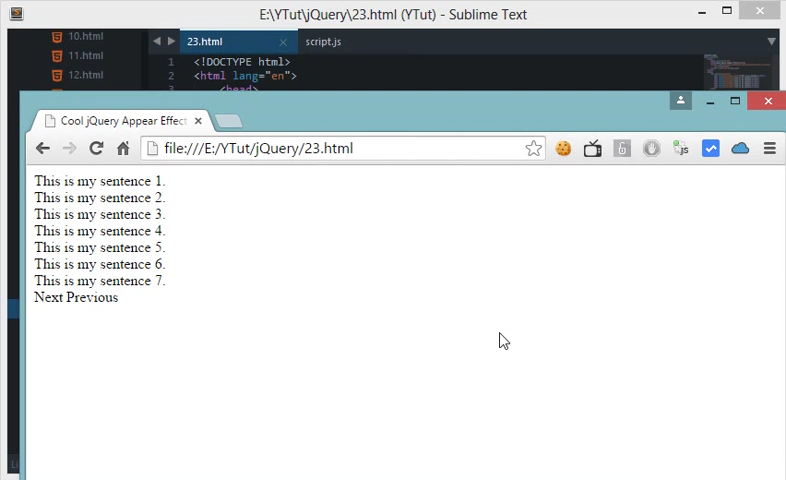 E:\YTut\jQuery\23.html (YTut) - Sublime Text
10.html
11.html
12.html
23.html
script.js
1 <!DOCTYPE html>
2 <html lang="en">
3 <head>
Cool jQuery Appear Effect
file:///E:/YTut/jQuery/23.html
js
This is my sentence 1.
This is my sentence 2.
This is my sentence 3.
This is my sentence 4.
This is my sentence 5.
This is my sentence 6.
This is my sentence 7.
Next Previous